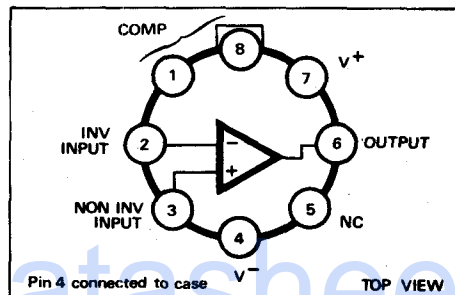 COMP
8
1
7
V+
INV
INPUT
2
−
6
OUTPUT
+
NON INV
INPUT
3
5
NC
4
V−
Pin 4 connected to case
TOP VIEW
atashee